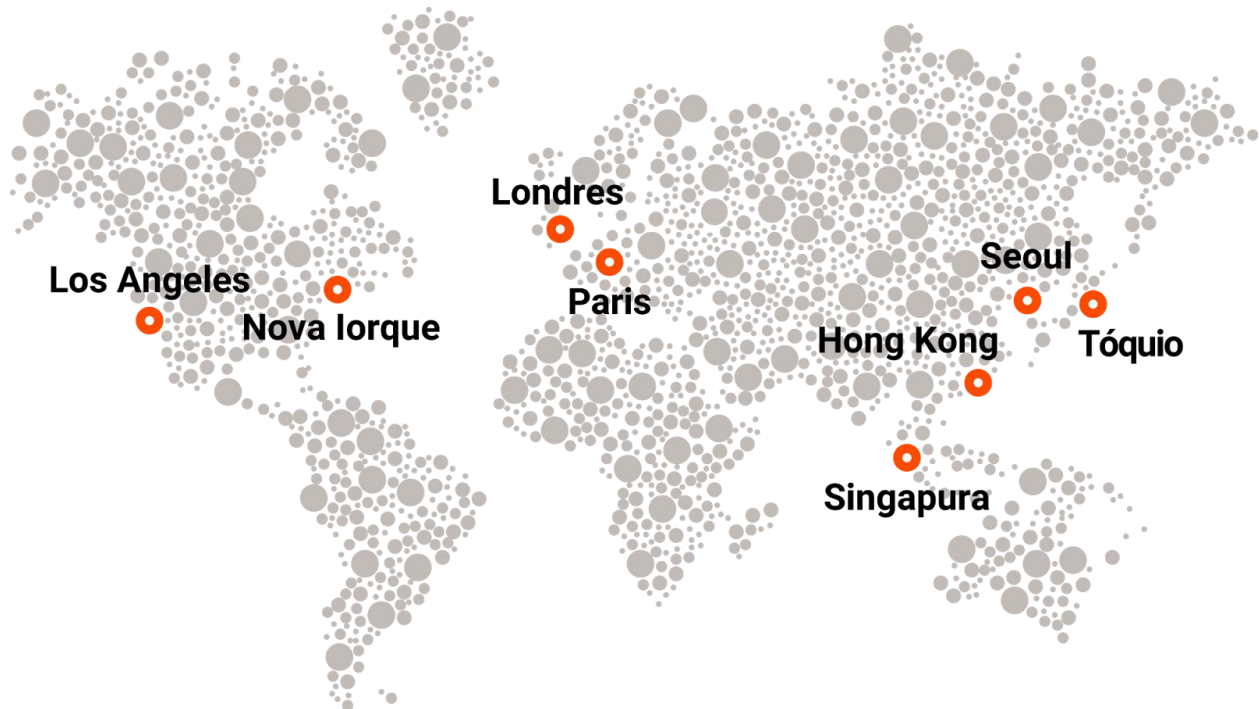 Londres
Seoul
Los Angeles
Paris
Nova Iorque
Hong Kong
Tóquio
Singapura